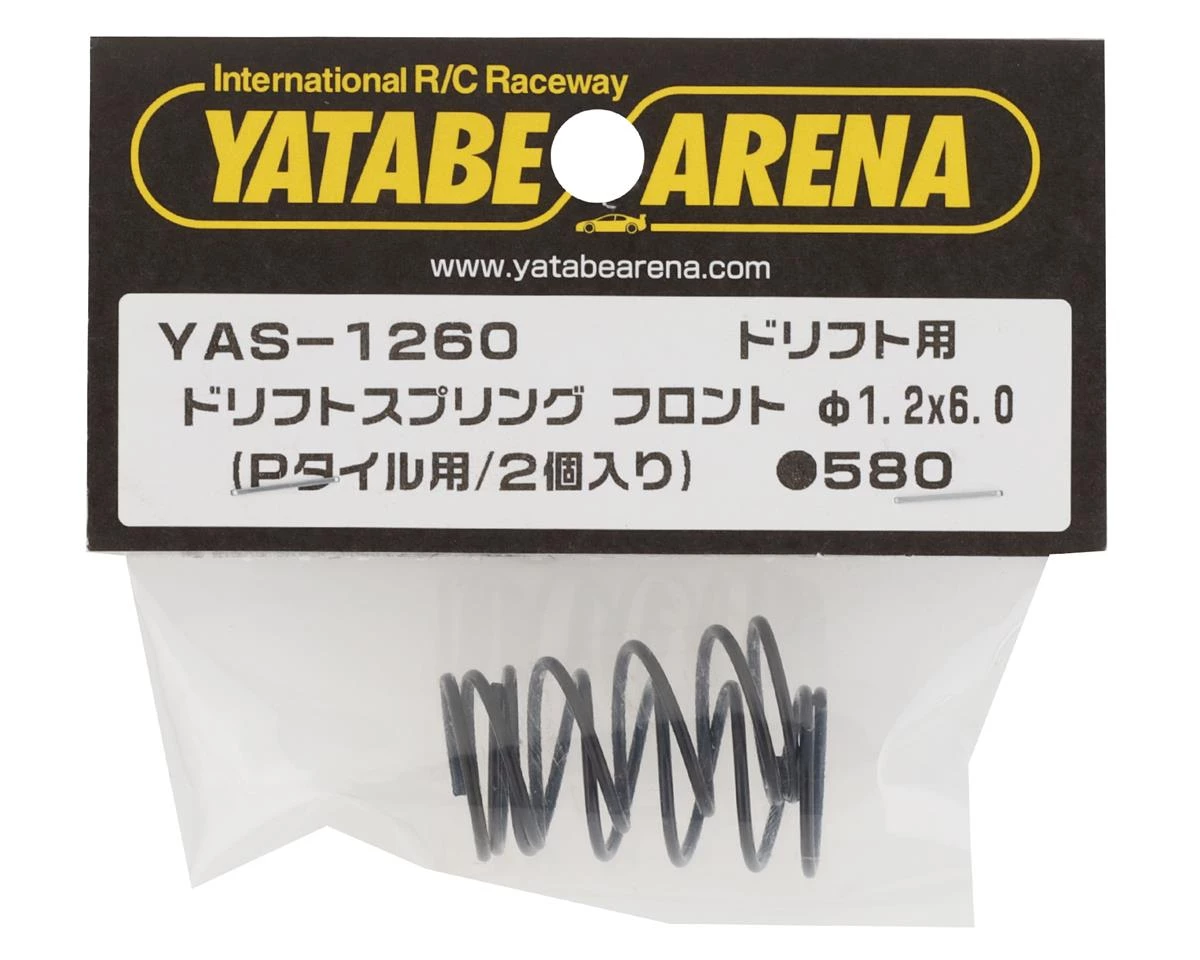 International R/C Raceway
YATABE ARENA
www.yatabearena.com
YAS-1260 ドリフト用
ドリフトスプリング フロント φ1.2x6.0
(Pタイル用/2個入り) ●580